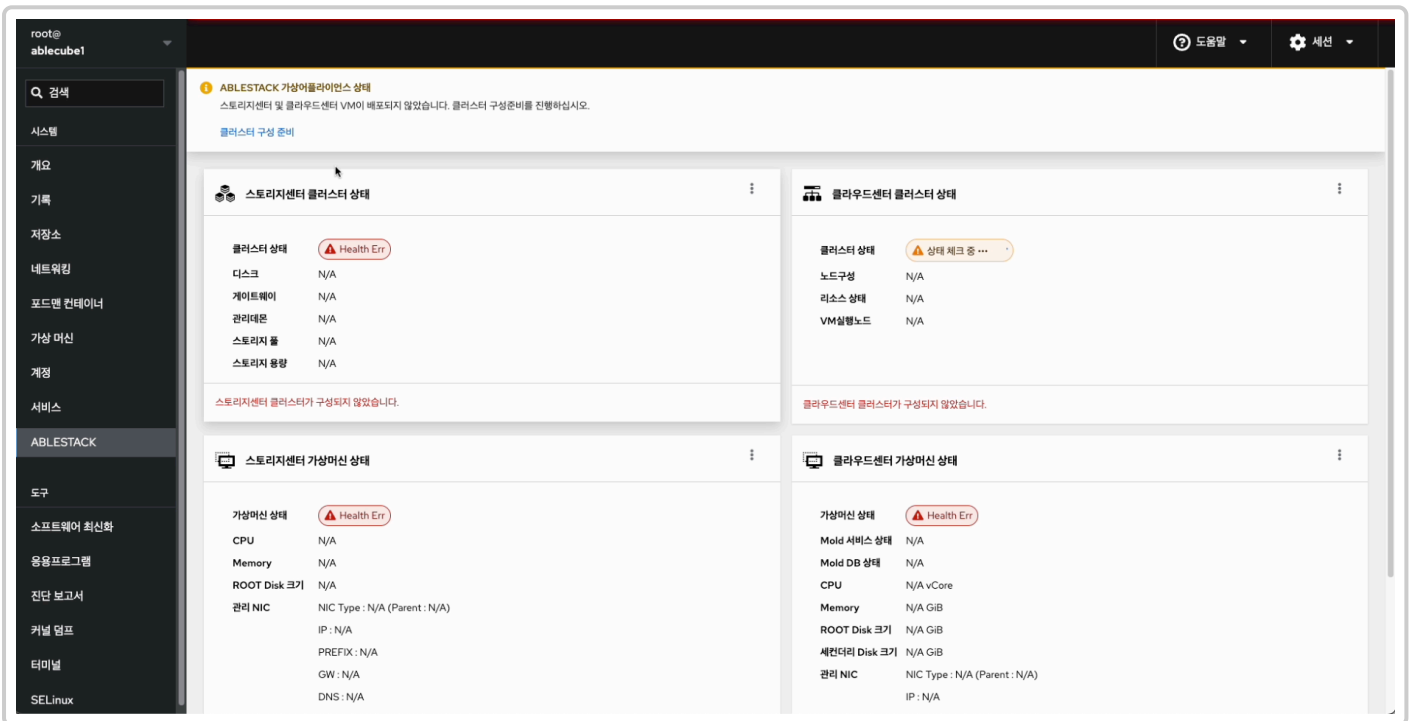 root@
ablecube1
도움말
세션
검색
시스템
개요
기록
저장소
네트워킹
포드맨 컨테이너
가상 머신
계정
서비스
ABLESTACK
도구
소프트웨어 최신화
응용프로그램
진단 보고서
커널 덤프
터미널
SELinux
ABLESTACK 가상어플라이언스 상태
스토리지센터 및 클라우드센터 VM이 배포되지 않았습니다. 클러스터 구성준비를 진행하십시오.
클러스터 구성 준비
스토리지센터 클러스터 상태
클러스터 상태 Health Err
디스크 N/A
게이트웨이 N/A
관리데몬 N/A
스토리지 풀 N/A
스토리지 용량 N/A
스토리지센터 클러스터가 구성되지 않았습니다.
클라우드센터 클러스터 상태
클러스터 상태 상태 체크 중 •••
노드구성 N/A
리소스 상태 N/A
VM실행노드 N/A
클라우드센터 클러스터가 구성되지 않았습니다.
스토리지센터 가상머신 상태
가상머신 상태 Health Err
CPU N/A
Memory N/A
ROOT Disk 크기 N/A
관리 NIC NIC Type : N/A (Parent : N/A)
IP : N/A
PREFIX : N/A
GW : N/A
DNS : N/A
클라우드센터 가상머신 상태
가상머신 상태 Health Err
Mold 서비스 상태 N/A
Mold DB 상태 N/A
CPU N/A vCore
Memory N/A GiB
ROOT Disk 크기 N/A GiB
세컨더리 Disk 크기 N/A GiB
관리 NIC NIC Type : N/A (Parent : N/A)
IP : N/A